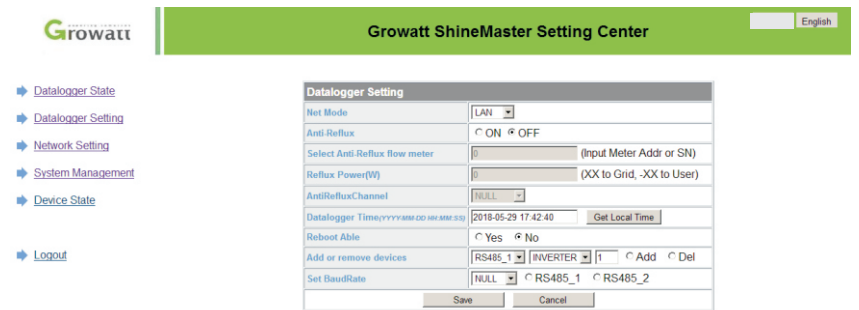 Growatt
Growatt ShineMaster Setting Center
English
Datalogger State
Datalogger Setting
Network Setting
System Management
Device State
Logout
Datalogger Setting
Net Mode LAN
Anti-Reflux ON OFF
Select Anti-Reflux flow meter 0 (Input Meter Addr or SN)
Reflux Power(W) 0 (XX to Grid, -XX to User)
AntiRefluxChannel NULL
Datalogger Time(YYYY:MM-DD HH:MM:SS) 2018-05-29 17:42:40 Get Local Time
Reboot Able Yes No
Add or remove devices RS485_1 INVERTER 1 Add Del
Set BaudRate NULL RS485_1 RS485_2
Save Cancel